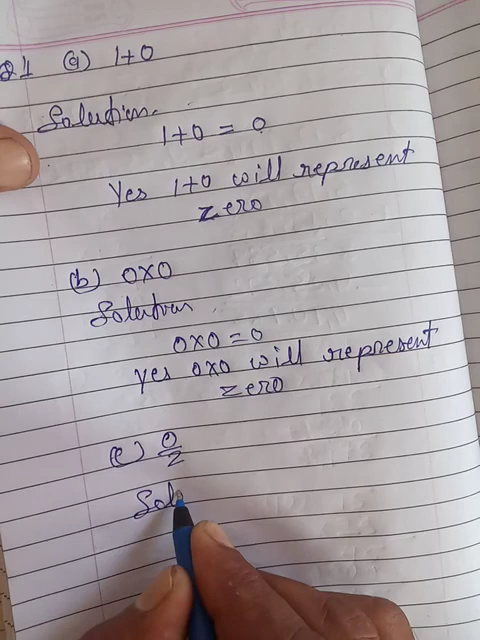 Q1 (a) 1+0
Solution.
1+0 = 0
Yes 1+0 will represent
zero
(b) 0×0
Solution
0×0 = 0
yes 0×0 will represent
zero
(c) 0/2
Sol